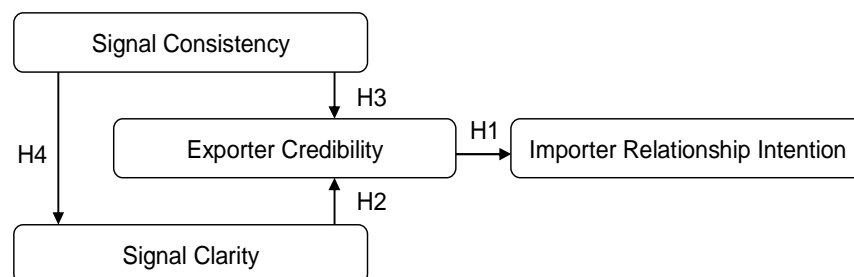 Signal Consistency
H3
H1
Exporter Credibility
Importer Relationship Intention
H4
H2
Signal Clarity